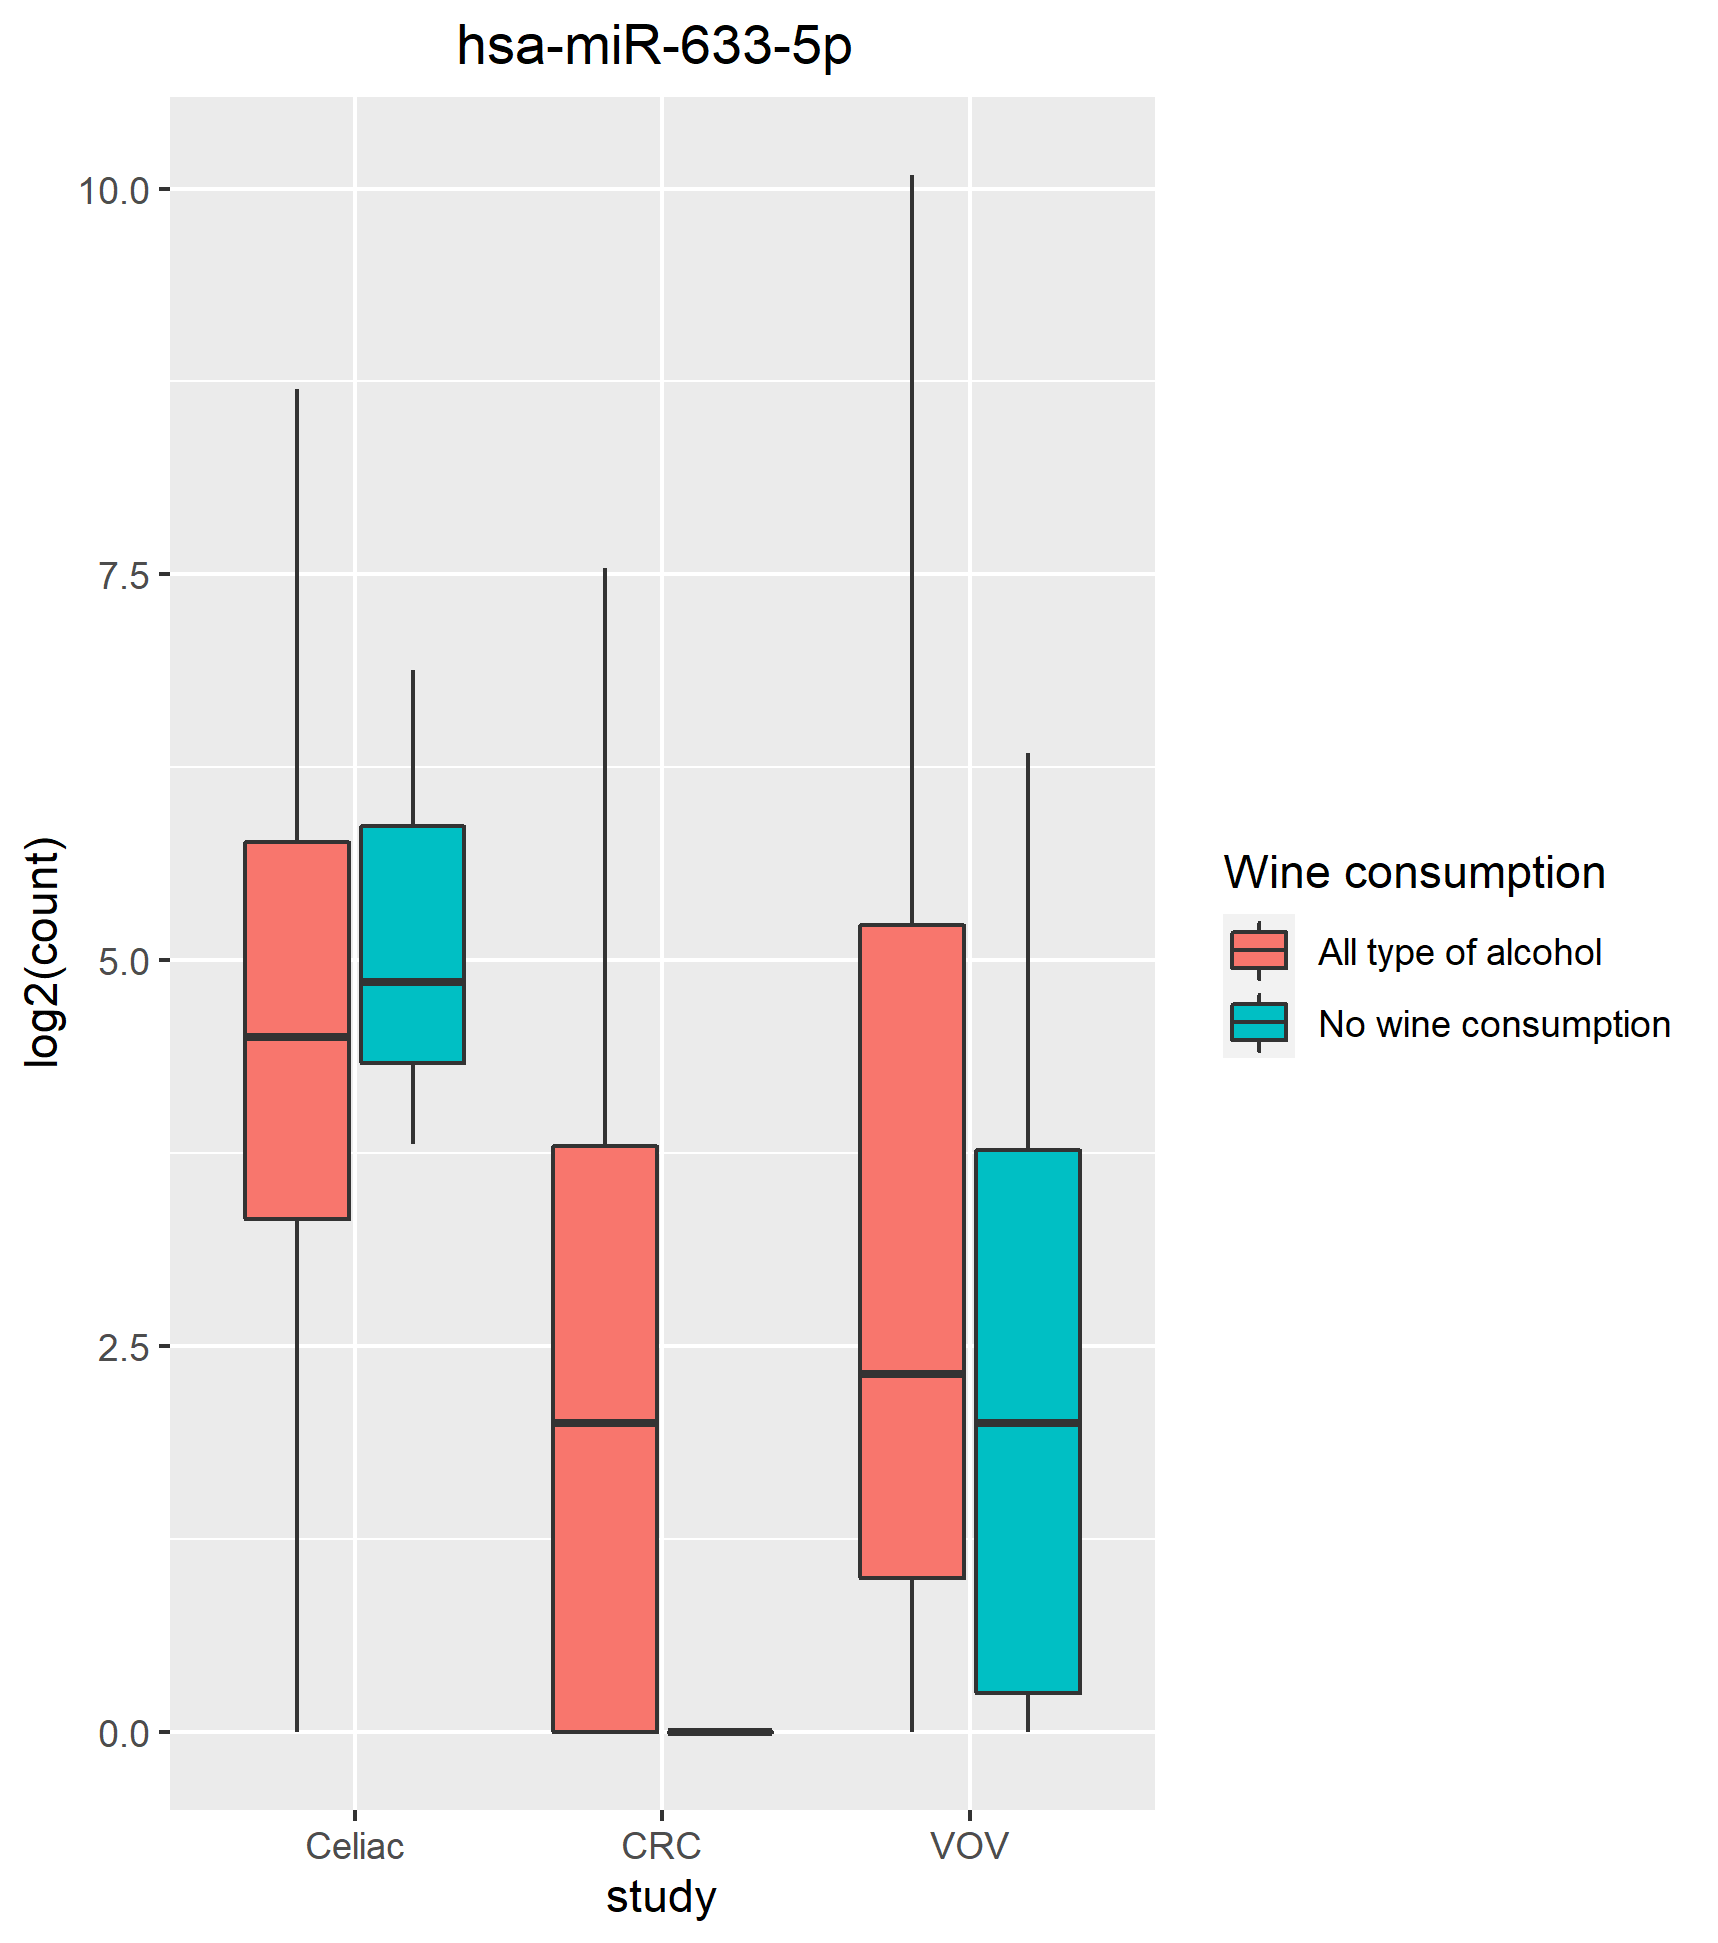 hsa-miR-633-5p
10.0
7.5
5.0
2.5
0.0
log2(count)
Celiac
CRC
VOV
study
Wine consumption
All type of alcohol
No wine consumption